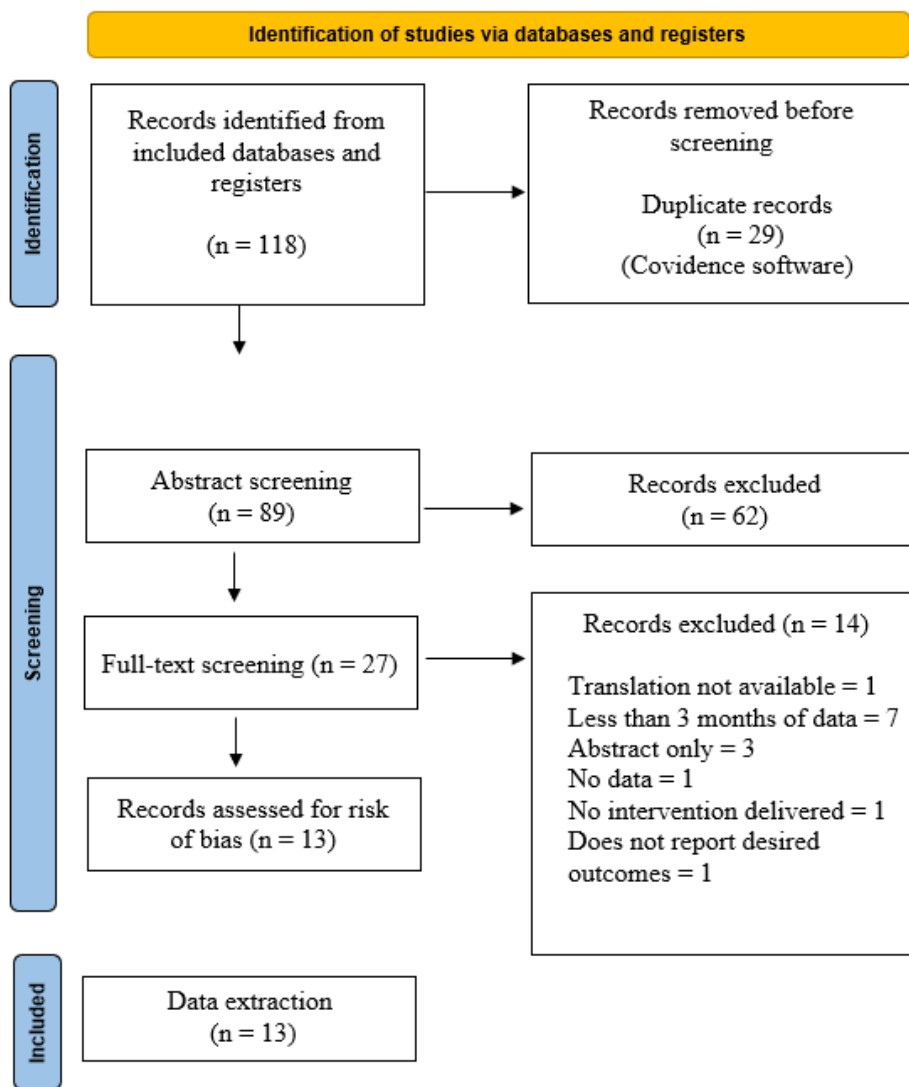 Identification of studies via databases and registers
Identification
Records identified from
included databases and
registers
(n = 118)
Records removed before
screening
Duplicate records
(n = 29)
(Covidence software)
Screening
Abstract screening
(n = 89)
Records excluded
(n = 62)
Full-text screening (n = 27)
Records excluded (n = 14)
Translation not available = 1
Less than 3 months of data = 7
Abstract only = 3
No data = 1
No intervention delivered = 1
Does not report desired
outcomes = 1
Records assessed for risk
of bias (n = 13)
Included
Data extraction
(n = 13)